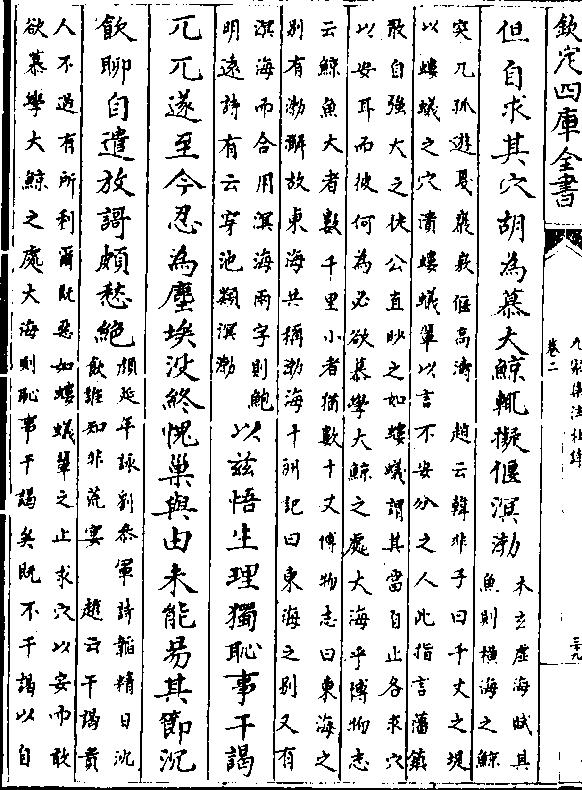 欽定四庫全書
九家集注杜詩
卷二
但自求其穴胡為慕大鯨輒擬偃溟渤
木玄虛海賦其
魚則橫海之鯨
突兀孤遊戛巖偃高濤 趙云韓非子曰千丈之堤
以螻蟻之穴潰螻蟻輩以言不安分之人此指言藩鎮
敢自強大之徒公直眇之如螻蟻謂其當自止各求穴
以安耳而彼何為必欲慕學大鯨之處大海乎博物志
云鯨魚大者數千里小者猶數十丈博物志曰東海之
別有渤澥故東海共稱渤海十洲記曰東海之別又有
溟海而合用溟海兩字則鮑
明遠詩有云穿池類溟渤
以兹悟生理獨恥事干謁
兀兀遂至今忍為塵埃没終愧巢與由未能易其節沉
飲聊自遣放謌頗愁絶
顔延年詠劉參軍詩韜精日沉
飲誰知非荒宴 趙云干謁貴
人不過有所利爾既惡如螻蟻輩之止求穴以安而敢
欲慕學大鯨之處大海則恥事干謁矣既不干謁以自